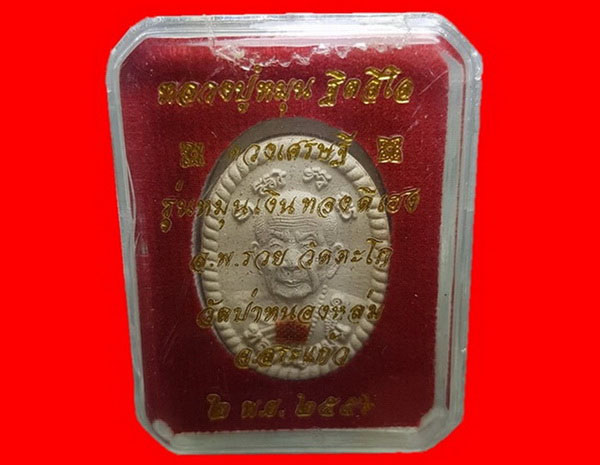 หลวงปู่หมุน ฐิตสีโล
ดวงเศรษฐี
รุ่นหมุน เงิน ทอง ดี เฮง
ล.พ.รวย วัดตะโก
วัดป่าหนองหล่ม
จ.สระแก้ว
๒ พ.ย. ๒๕๕๖